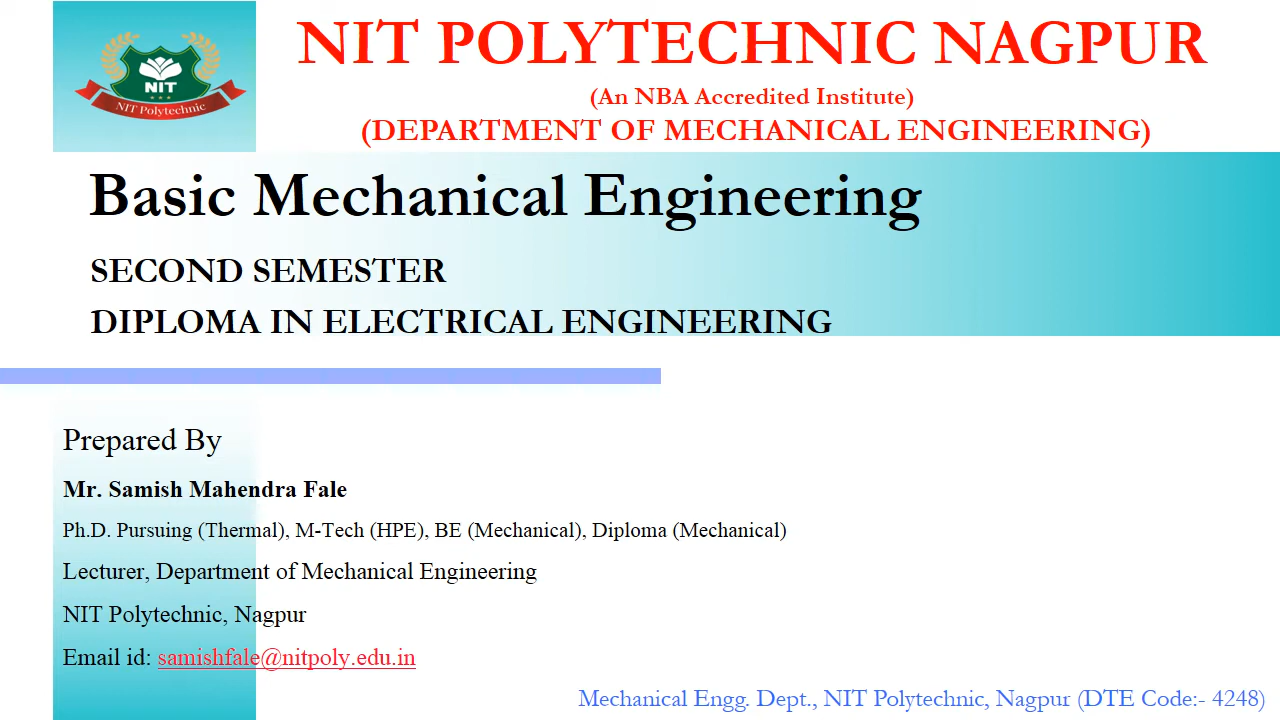 NIT
NIT Polytechnic
NIT POLYTECHNIC NAGPUR
(An NBA Accredited Institute)
(DEPARTMENT OF MECHANICAL ENGINEERING)
Basic Mechanical Engineering
SECOND SEMESTER
DIPLOMA IN ELECTRICAL ENGINEERING
Prepared By
Mr. Samish Mahendra Fale
Ph.D. Pursuing (Thermal), M-Tech (HPE), BE (Mechanical), Diploma (Mechanical)
Lecturer, Department of Mechanical Engineering
NIT Polytechnic, Nagpur
Email id: samishfale@nitpoly.edu.in
Mechanical Engg. Dept., NIT Polytechnic, Nagpur (DTE Code:- 4248)